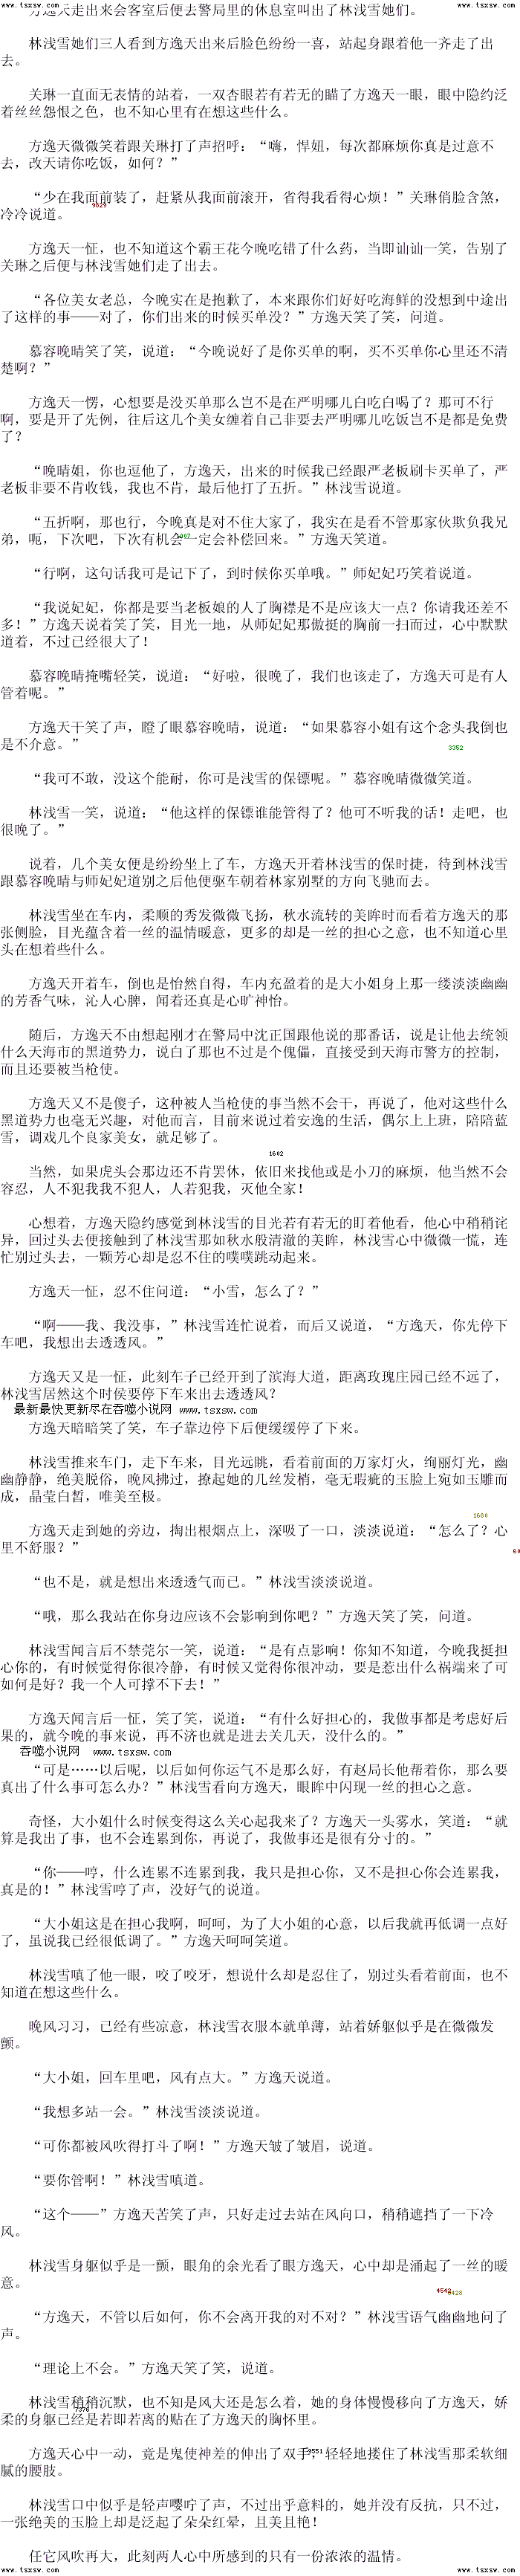 www.tsxsw.com www.tsxsw.com
方逸天走出来会客室后便去警局里的休息室叫出了林浅雪她们。
林浅雪她们三人看到方逸天出来后脸色纷纷一喜，站起身跟着他一齐走了出
去。
关琳一直面无表情的站着，一双杏眼若有若无的瞄了方逸天一眼，眼中隐约泛
着丝丝怨恨之色，也不知心里有在想这些什么。
方逸天微微笑着跟关琳打了声招呼：“嗨，悍妞，每次都麻烦你真是过意不
去，改天请你吃饭，如何？”
“少在我面前装了，赶紧从我面前滚开，省得我看得心烦！”关琳俏脸含煞，
9829
冷冷说道。
方逸天一怔，也不知道这个霸王花今晚吃错了什么药，当即讪讪一笑，告别了
关琳之后便与林浅雪她们走了出去。
“各位美女老总，今晚实在是抱歉了，本来跟你们好好吃海鲜的没想到中途出
了这样的事——对了，你们出来的时候买单没？”方逸天笑了笑，问道。
慕容晚晴笑了笑，说道：“今晚说好了是你买单的啊，买不买单你心里还不清
楚啊？”
方逸天一愣，心想要是没买单那么岂不是在严明哪儿白吃白喝了？那可不行
啊，要是开了先例，往后这几个美女缠着自己非要去严明哪儿吃饭岂不是都是免费
了？
“晚晴姐，你也逗他了，方逸天，出来的时候我已经跟严老板刷卡买单了，严
老板非要不肯收钱，我也不肯，最后他打了五折。”林浅雪说道。
“五折啊，那也行，今晚真是对不住大家了，我实在是看不管那家伙欺负我兄
弟，呃，下次吧，下次有机会一定会补偿回来。”方逸天笑道。
“行啊，这句话我可是记下了，到时候你买单哦。”师妃妃巧笑着说道。
“我说妃妃，你都是要当老板娘的人了胸襟是不是应该大一点？你请我还差不
多！”方逸天说着笑了笑，目光一地，从师妃妃那傲挺的胸前一扫而过，心中默默
道着，不过已经很大了！
慕容晚晴掩嘴轻笑，说道：“好啦，很晚了，我们也该走了，方逸天可是有人
管着呢。”
方逸天干笑了声，瞪了眼慕容晚晴，说道：“如果慕容小姐有这个念头我倒也
是不介意。”
3352
“我可不敢，没这个能耐，你可是浅雪的保镖呢。”慕容晚晴微微笑道。
林浅雪一笑，说道：“他这样的保镖谁能管得了？他可不听我的话！走吧，也
很晚了。”
说着，几个美女便是纷纷坐上了车，方逸天开着林浅雪的保时捷，待到林浅雪
跟慕容晚晴与师妃妃道别之后他便驱车朝着林家别墅的方向飞驰而去。
林浅雪坐在车内，柔顺的秀发微微飞扬，秋水流转的美眸时而看着方逸天的那
张侧脸，目光蕴含着一丝的温情暖意，更多的却是一丝的担心之意，也不知道心里
头在想着些什么。
方逸天开着车，倒也是怡然自得，车内充盈着的是大小姐身上那一缕淡淡幽幽
的芳香气味，沁人心脾，闻着还真是心旷神怡。
随后，方逸天不由想起刚才在警局中沈正国跟他说的那番话，说是让他去统领
什么天海市的黑道势力，说白了那也不过是个傀儡，直接受到天海市警方的控制，
而且还要被当枪使。
方逸天又不是傻子，这种被人当枪使的事当然不会干，再说了，他对这些什么
黑道势力也毫无兴趣，对他而言，目前来说过着安逸的生活，偶尔上上班，陪陪蓝
雪，调戏几个良家美女，就足够了。
1602
当然，如果虎头会那边还不肯罢休，依旧来找他或是小刀的麻烦，他当然不会
容忍，人不犯我我不犯人，人若犯我，灭他全家！
心想着，方逸天隐约感觉到林浅雪的目光若有若无的盯着他看，他心中稍稍诧
异，回过头去便接触到了林浅雪那如秋水般清澈的美眸，林浅雪心中微微一慌，连
忙别过头去，一颗芳心却是忍不住的噗噗跳动起来。
方逸天一怔，忍不住问道：“小雪，怎么了？”
“啊——我、我没事，”林浅雪连忙说着，而后又说道，“方逸天，你先停下
车吧，我想出去透透风。”
方逸天又是一怔，此刻车子已经开到了滨海大道，距离玫瑰庄园已经不远了，
林浅雪居然这个时侯要停下车来出去透透风？
最新最快更新尽在吞噬小说网 www.tsxsw.com
方逸天暗暗笑了笑，车子靠边停下后便缓缓停了下来。
林浅雪推来车门，走下车来，目光远眺，看着前面的万家灯火，绚丽灯光，幽
幽静静，绝美脱俗，晚风拂过，撩起她的几丝发梢，毫无瑕疵的玉脸上宛如玉雕而
成，晶莹白皙，唯美至极。
1680
方逸天走到她的旁边，掏出根烟点上，深吸了一口，淡淡说道：“怎么了？心
里不舒服？”
60
“也不是，就是想出来透透气而已。”林浅雪淡淡说道。
“哦，那么我站在你身边应该不会影响到你吧？”方逸天笑了笑，问道。
林浅雪闻言后不禁莞尔一笑，说道：“是有点影响！你知不知道，今晚我挺担
心你的，有时候觉得你很冷静，有时候又觉得你很冲动，要是惹出什么祸端来了可
如何是好？我一个人可撑不下去！”
方逸天闻言后一怔，笑了笑，说道：“有什么好担心的，我做事都是考虑好后
果的，就今晚的事来说，再不济也就是进去关几天，没什么的。”
吞噬小说网 www.tsxsw.com
“可是……以后呢，以后如何你运气不是那么好，有赵局长他帮着你，那么要
真出了什么事可怎么办？”林浅雪看向方逸天，眼眸中闪现一丝的担心之意。
奇怪，大小姐什么时候变得这么关心起我来了？方逸天一头雾水，笑道：“就
算是我出了事，也不会连累到你，再说了，我做事还是很有分寸的。”
“你——哼，什么连累不连累到我，我只是担心你，又不是担心你会连累我，
真是的！”林浅雪哼了声，没好气的说道。
“大小姐这是在担心我啊，呵呵，为了大小姐的心意，以后我就再低调一点好
了，虽说我已经很低调了。”方逸天呵呵笑道。
林浅雪嗔了他一眼，咬了咬牙，想说什么却是忍住了，别过头看着前面，也不
知道在想这些什么。
晚风习习，已经有些凉意，林浅雪衣服本就单薄，站着娇躯似乎是在微微发
颤。
“大小姐，回车里吧，风有点大。”方逸天说道。
“我想多站一会。”林浅雪淡淡说道。
“可你都被风吹得打斗了啊！”方逸天皱了皱眉，说道。
“要你管啊！”林浅雪嗔道。
“这个——”方逸天苦笑了声，只好走过去站在风向口，稍稍遮挡了一下冷
风。
林浅雪身躯似乎是一颤，眼角的余光看了眼方逸天，心中却是涌起了一丝的暖
意。
“方逸天，不管以后如何，你不会离开我的对不对？”林浅雪语气幽幽地问了
声。
“理论上不会。”方逸天笑了笑，说道。
林浅雪稍稍沉默，也不知是风大还是怎么着，她的身体慢慢移向了方逸天，娇
柔的身躯已经是若即若离的贴在了方逸天的胸怀里。
方逸天心中一动，竟是鬼使神差的伸出了双手，轻轻地搂住了林浅雪那柔软细
腻的腰肢。
林浅雪口中似乎是轻声嘤咛了声，不过出乎意料的，她并没有反抗，只不过，
一张绝美的玉脸上却是泛起了朵朵红晕，且美且艳！
任它风吹再大，此刻两人心中所感到的只有一份浓浓的温情。
www.tsxsw.com www.tsxsw.com